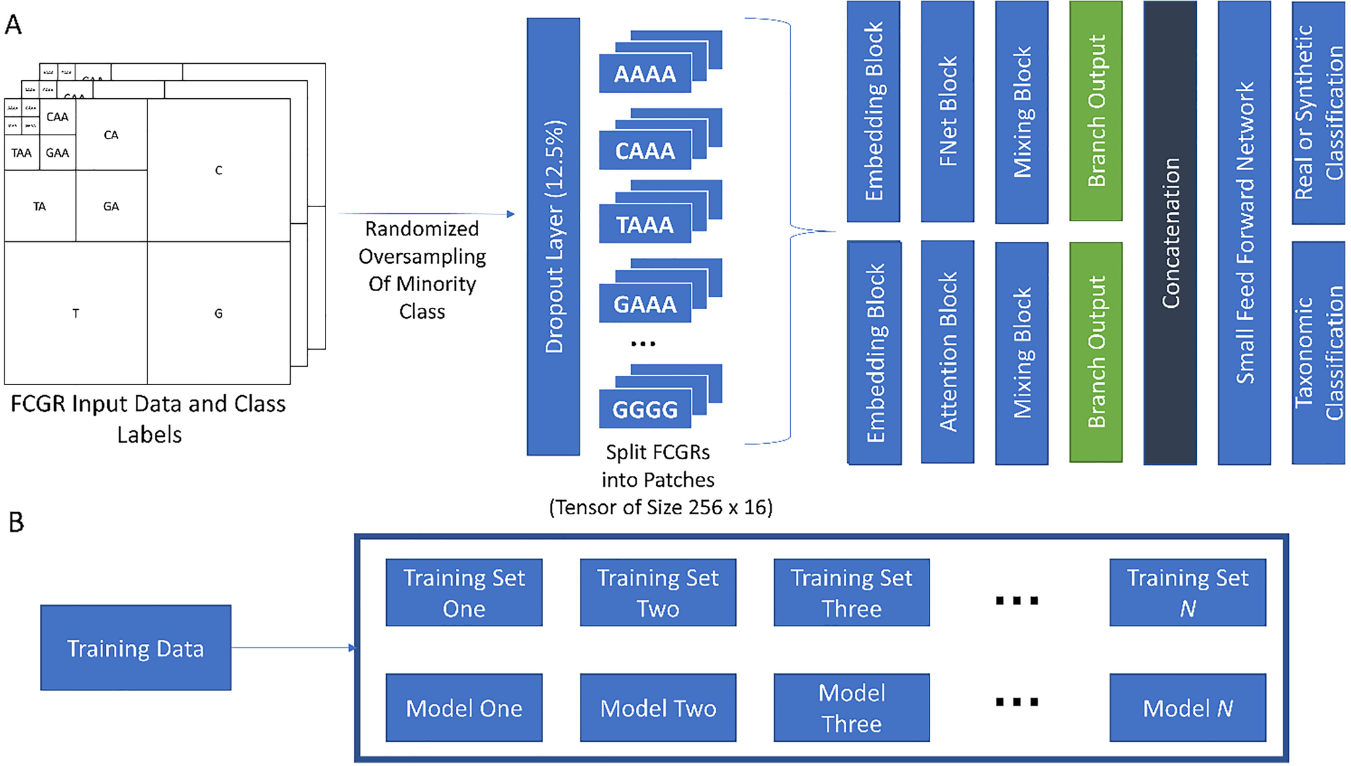 A
CAA
CAA
CAA
CA
C
TAA
GAA
TA
GA
T
G
FCGR Input Data and Class
Labels
Randomized
Oversampling
Of Minority
Class
Dropout Layer (12.5%)
AAAA
CAAA
TAAA
GAAA
...
GGGG
Split FCGRs
into Patches
(Tensor of Size 256 x 16)
Embedding Block
FNet Block
Mixing Block
Branch Output
Embedding Block
Attention Block
Mixing Block
Branch Output
Concatenation
Small Feed Forward Network
Real or Synthetic
Classification
Taxonomic
Classification
B
Training Data
Training Set
One
Training Set
Two
Training Set
Three
...
Training Set
N
Model One
Model Two
Model
Three
...
Model N